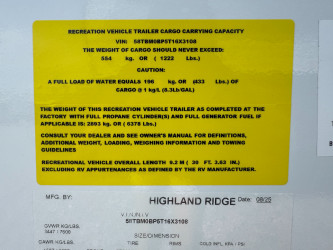 RECREATION VEHICLE TRAILER CARGO CARRYING CAPACITY
VIN: 58TBM0BP5T16X3108
THE WEIGHT OF CARGO SHOULD NEVER EXCEED:
554 kg. OR ( 1222 Lbs.)
CAUTION:
A FULL LOAD OF WATER EQUALS 196 kg. OR (433 Lbs.) OF
CARGO @ 1 kg/L (8.3Lb/GAL)
THE WEIGHT OF THIS RECREATION VEHICLE TRAILER AS COMPLETED AT THE
FACTORY WITH FULL PROPANE CYLINDER(S) AND FULL GENERATOR FUEL IF
APPLICABLE IS: 2893 kg. OR ( 6378 Lbs.)
CONSULT YOUR DEALER AND SEE OWNER'S MANUAL FOR DEFINITIONS,
ADDITIONAL WEIGHT, LOADING, WEIGHING INFORMATION AND TOWING
GUIDELINES
RECREATIONAL VEHICLE OVERALL LENGTH 9.2 M ( 30 FT. 3.03 IN.)
EXCLUDING RV APPURTENANCES AS DEFINED BY THE RV MANUFACTURER.
MFG. BY: HIGHLAND RIDGE Date: 08/25
V.I.N./N.I.V
58TBM0BP5T16X3108
GVWR KG/LBS.
3447 / 7600
SIZE/DIMENSION
GAWR KG/LBS. TIRE RIMS COLD INFL. KPA - PSI